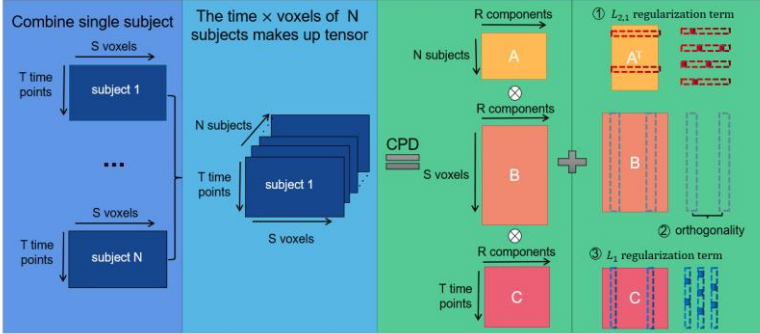 Combine single subject
S voxels
T time
points
subject 1
...
S voxels
T time
points
subject N
The time × voxels of N
subjects makes up tensor
N subjects
T time
points
subject 1
S voxels
CPD
R components
N subjects
A
⊗
R components
S voxels
B
⊗
R components
T time
points
C
① L2,1 regularization term
Aᵀ
B
② orthogonality
③ L1 regularization term
C